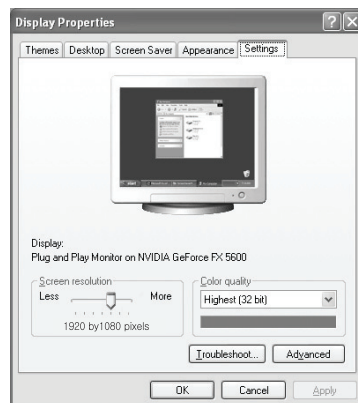 Display Properties
Themes Desktop Screen Saver Appearance Settings
Display:
Plug and Play Monitor on NVIDIA GeForce FX 5600
Screen resolution
Less More
1920 by1080 pixels
Color quality
Highest (32 bit)
Troubleshoot... Advanced
OK Cancel Apply